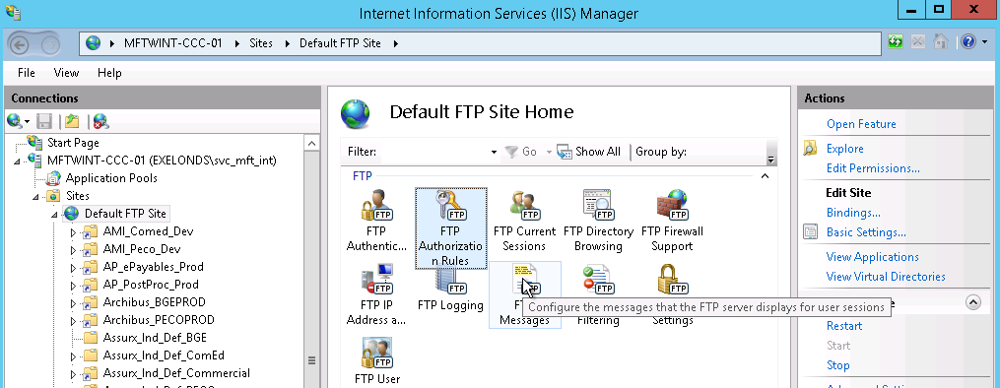 Internet Information Services (IIS) Manager
MFTWINT-CCC-01 Sites Default FTP Site
File View Help
Connections
Start Page
MFTWINT-CCC-01 (EXELONDS\svc_mft_int)
Application Pools
Sites
Default FTP Site
AMI_Comed_Dev
AMI_Peco_Dev
AP_ePayables_Prod
AP_PostProc_Prod
Archibus_BGEPROD
Archibus_PECOPROD
Assurx_Ind_Def_BGE
Assurx_Ind_Def_ComEd
Assurx_Ind_Def_Commercial
Default FTP Site Home
Filter: Go Show All Group by:
FTP
FTP
Authentic...
FTP
Authorizatio
n Rules
FTP Current
Sessions
FTP Directory
Browsing
FTP Firewall
Support
FTP IP
Address a...
FTP Logging
Messages
Filtering
Settings
Configure the messages that the FTP server displays for user sessions
FTP User
Actions
Open Feature
Explore
Edit Permissions...
Edit Site
Bindings...
Basic Settings...
View Applications
View Virtual Directories
Restart
Start
Stop